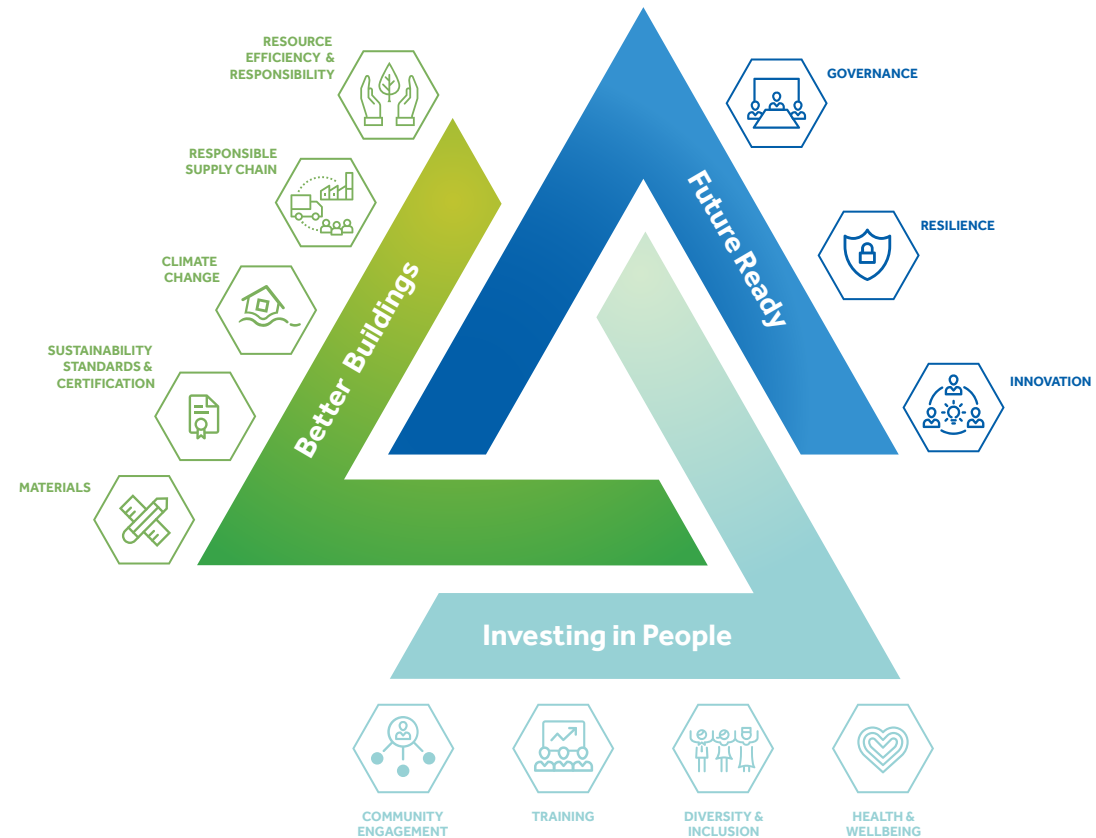 RESOURCE
EFFICIENCY &
RESPONSIBILITY
GOVERNANCE
RESPONSIBLE
SUPPLY CHAIN
Future Ready
RESILIENCE
CLIMATE
CHANGE
Better Buildings
SUSTAINABILITY
STANDARDS &
CERTIFICATION
INNOVATION
MATERIALS
Investing in People
COMMUNITY
ENGAGEMENT
TRAINING
DIVERSITY &
INCLUSION
HEALTH &
WELLBEING